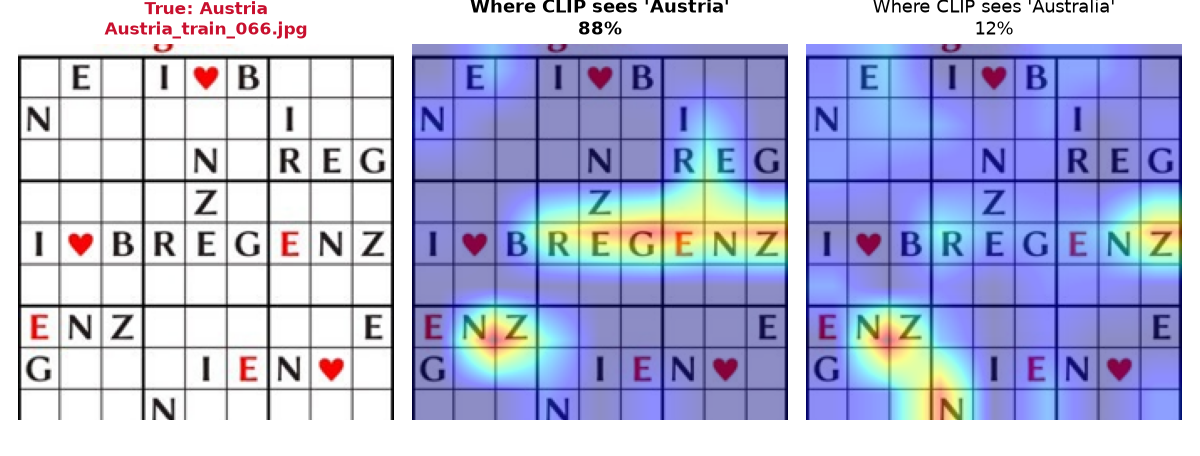 True: Austria
Austria_train_066.jpg
Where CLIP sees 'Austria'
88%
Where CLIP sees 'Australia'
12%
E I ♥ B
N I
N R E G
Z
I ♥ B R E G E N Z
E N Z E
G I E N ♥
N
E I ♥ B
N I
N R E G
Z
I ♥ B R E G E N Z
E N Z E
G I E N ♥
N
E I ♥ B
N I
N R E G
Z
I ♥ B R E G E N Z
E N Z E
G I E N ♥
N